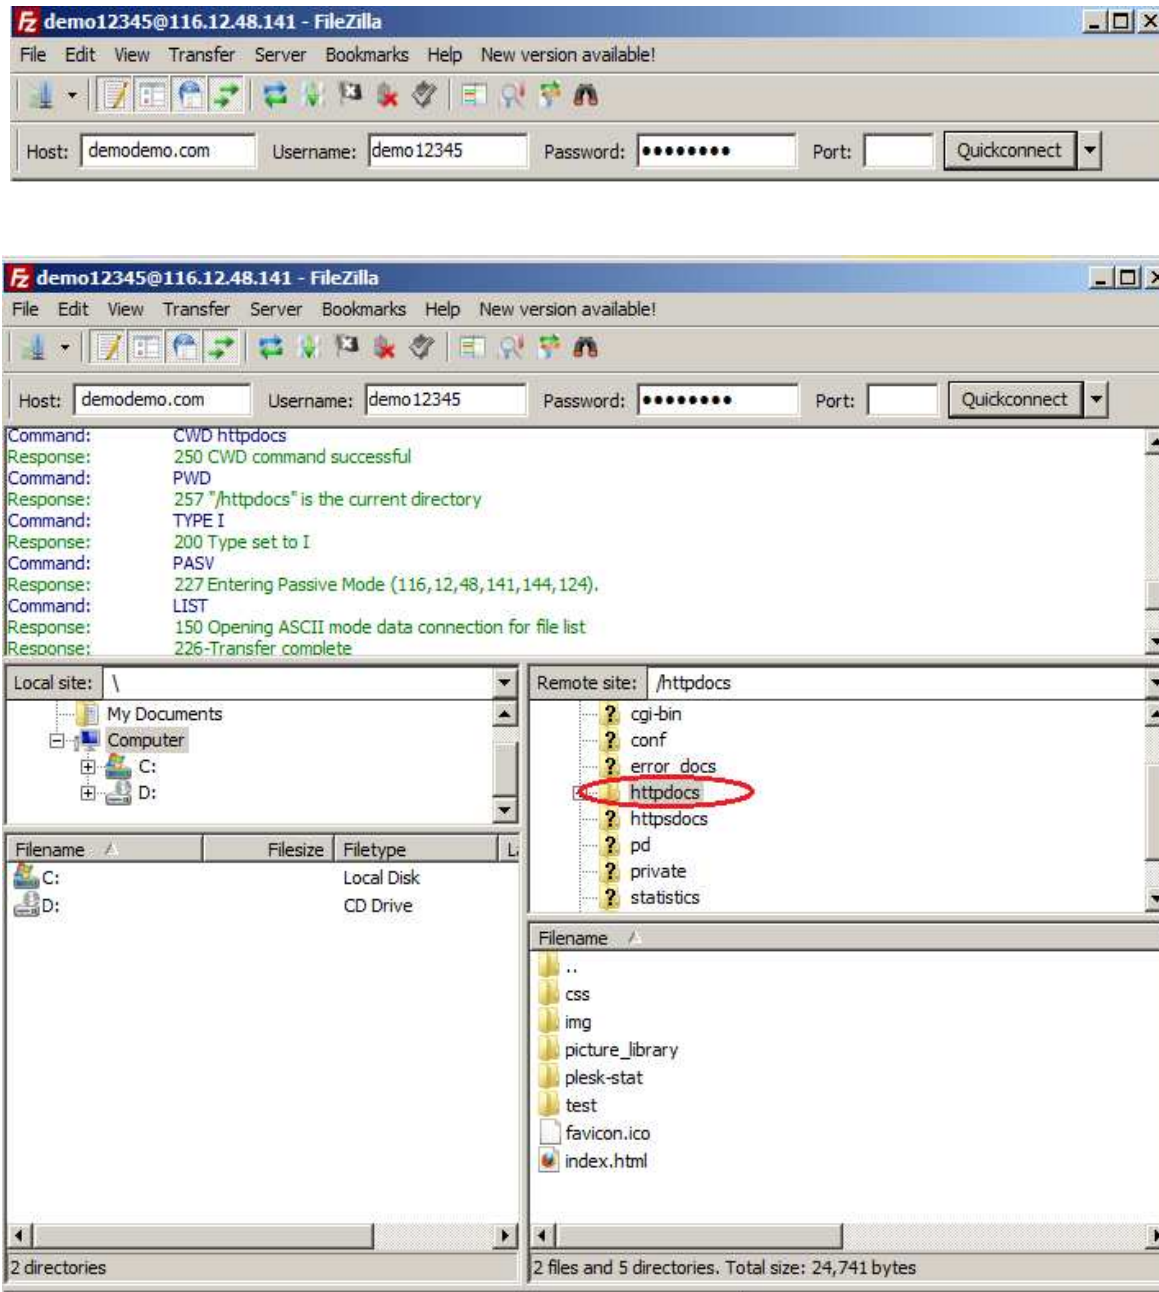 demo12345@116.12.48.141 - FileZilla
File Edit View Transfer Server Bookmarks Help New version available!
Host: demodemo.com Username: demo12345 Password: •••••••• Port: Quickconnect
demo12345@116.12.48.141 - FileZilla
File Edit View Transfer Server Bookmarks Help New version available!
Host: demodemo.com Username: demo12345 Password: •••••••• Port: Quickconnect
Command: CWD httpdocs
Response: 250 CWD command successful
Command: PWD
Response: 257 "/httpdocs" is the current directory
Command: TYPE I
Response: 200 Type set to I
Command: PASV
Response: 227 Entering Passive Mode (116,12,48,141,144,124).
Command: LIST
Response: 150 Opening ASCII mode data connection for file list
Response: 226-Transfer complete
Local site: \
My Documents
Computer
C:
D:
Filename Filesize Filetype
C: Local Disk
D: CD Drive
2 directories
Remote site: /httpdocs
cgi-bin
conf
error_docs
httpdocs
httpsdocs
pd
private
statistics
Filename
..
css
img
picture_library
plesk-stat
test
favicon.ico
index.html
2 files and 5 directories. Total size: 24,741 bytes